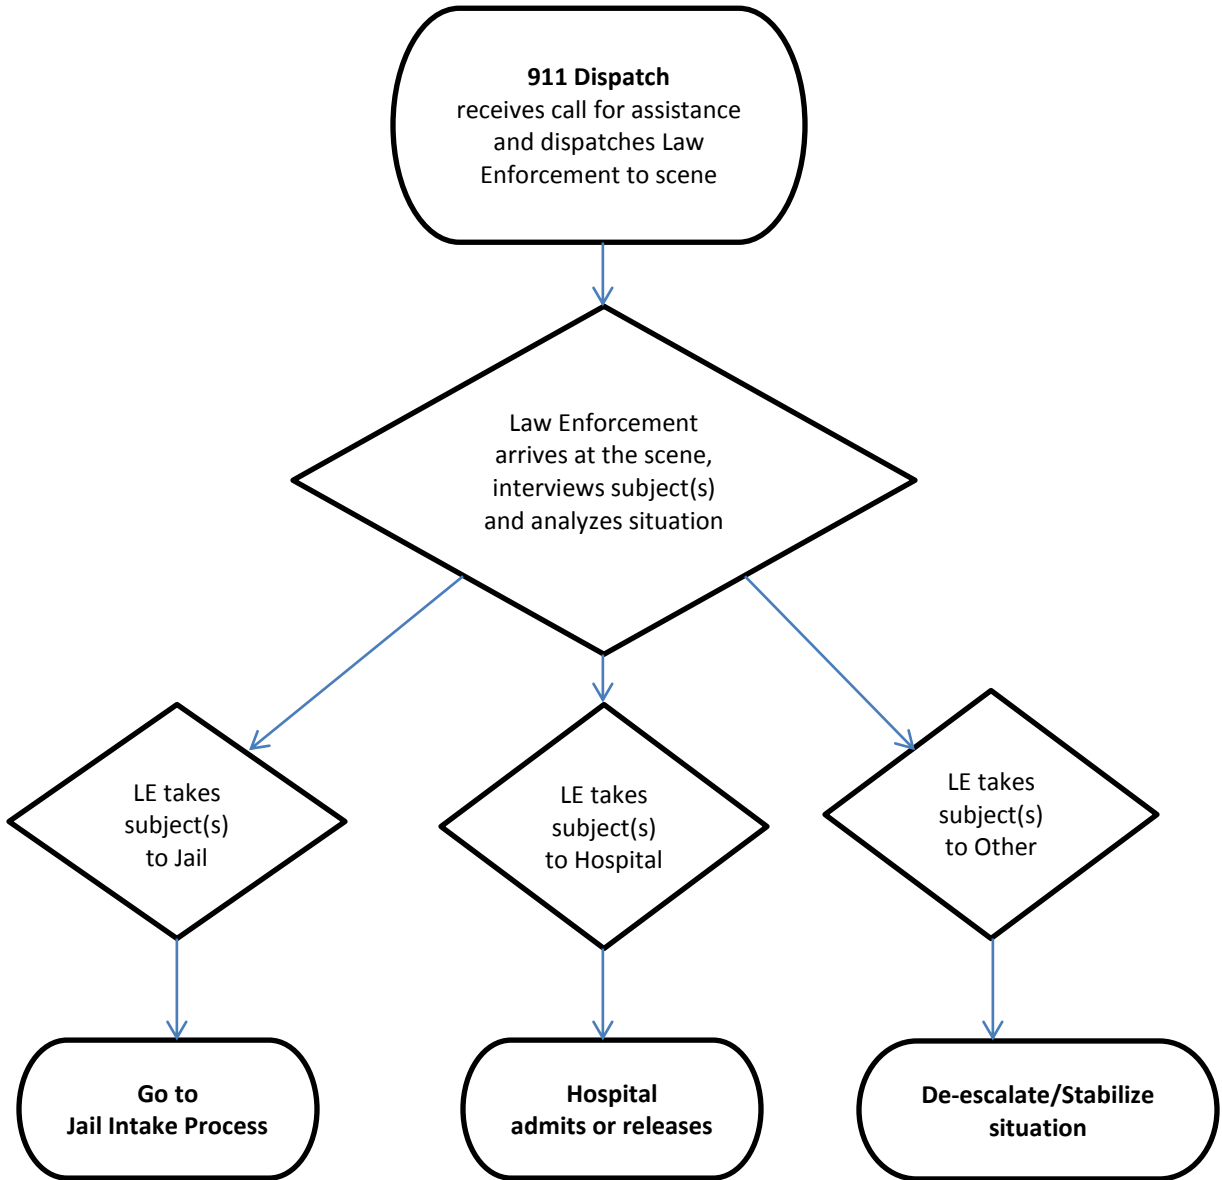 911 Dispatch
receives call for assistance
and dispatches Law
Enforcement to scene
Law Enforcement
arrives at the scene,
interviews subject(s)
and analyzes situation
LE takes
subject(s)
to Jail
LE takes
subject(s)
to Hospital
LE takes
subject(s)
to Other
Go to
Jail Intake Process
Hospital
admits or releases
De-escalate/Stabilize
situation